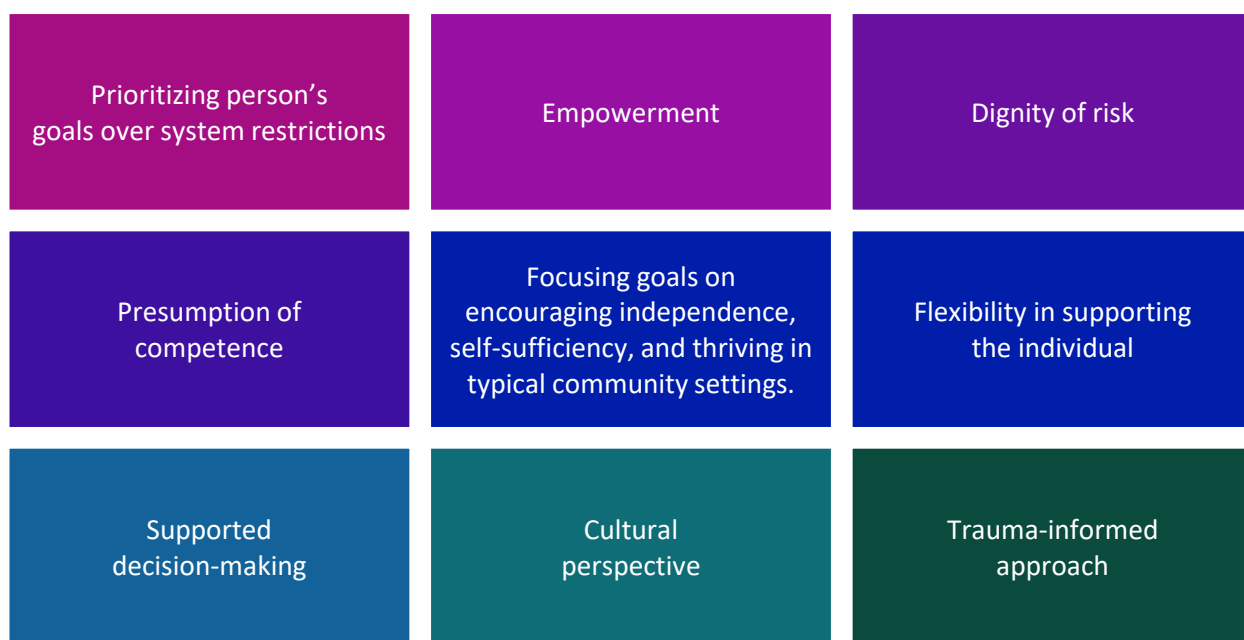 Prioritizing person’s
goals over system restrictions
Empowerment
Dignity of risk
Presumption of
competence
Focusing goals on
encouraging independence,
self-sufficiency, and thriving in
typical community settings.
Flexibility in supporting
the individual
Supported
decision-making
Cultural
perspective
Trauma-informed
approach